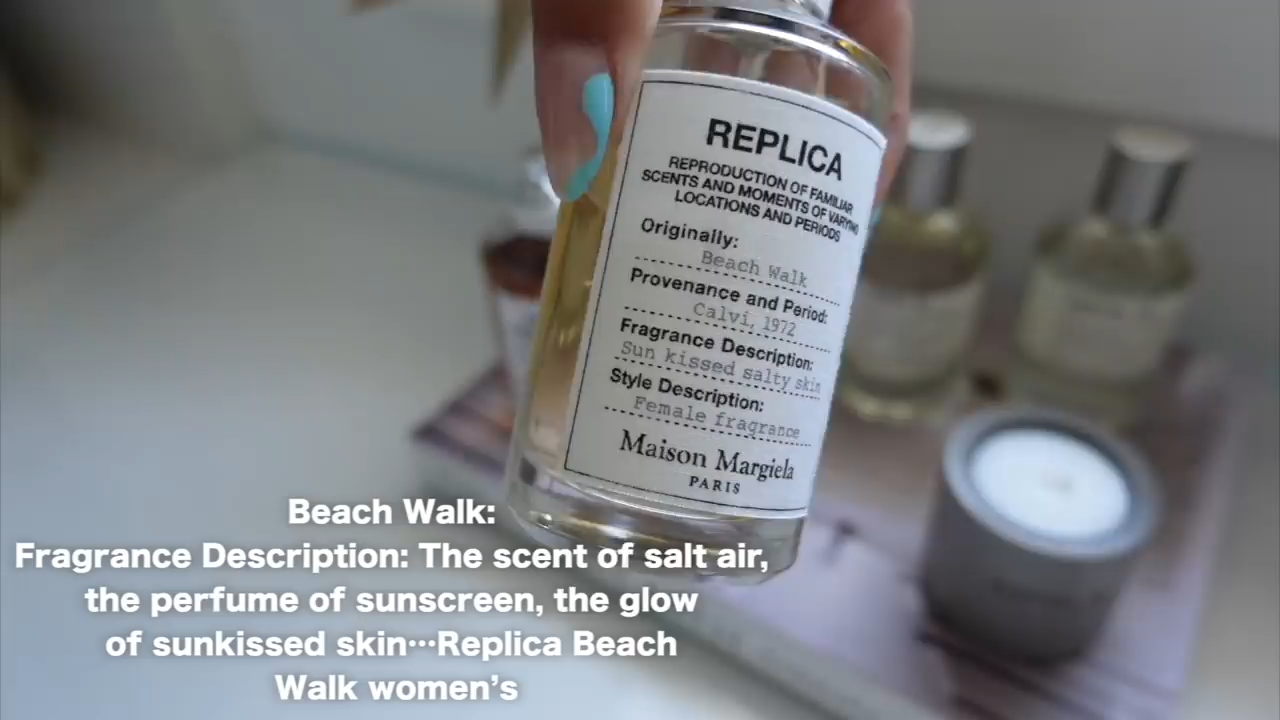 REPLICA
REPRODUCTION OF FAMILIAR
SCENTS AND MOMENTS OF VARYING
LOCATIONS AND PERIODS
Originally:
Beach Walk
Provenance and Period:
Calvi, 1972
Fragrance Description:
Sun kissed salty skin
Style Description:
Female fragrance
Maison Margiela
PARIS
Beach Walk:
Fragrance Description: The scent of salt air,
the perfume of sunscreen, the glow
of sunkissed skin···Replica Beach
Walk women’s